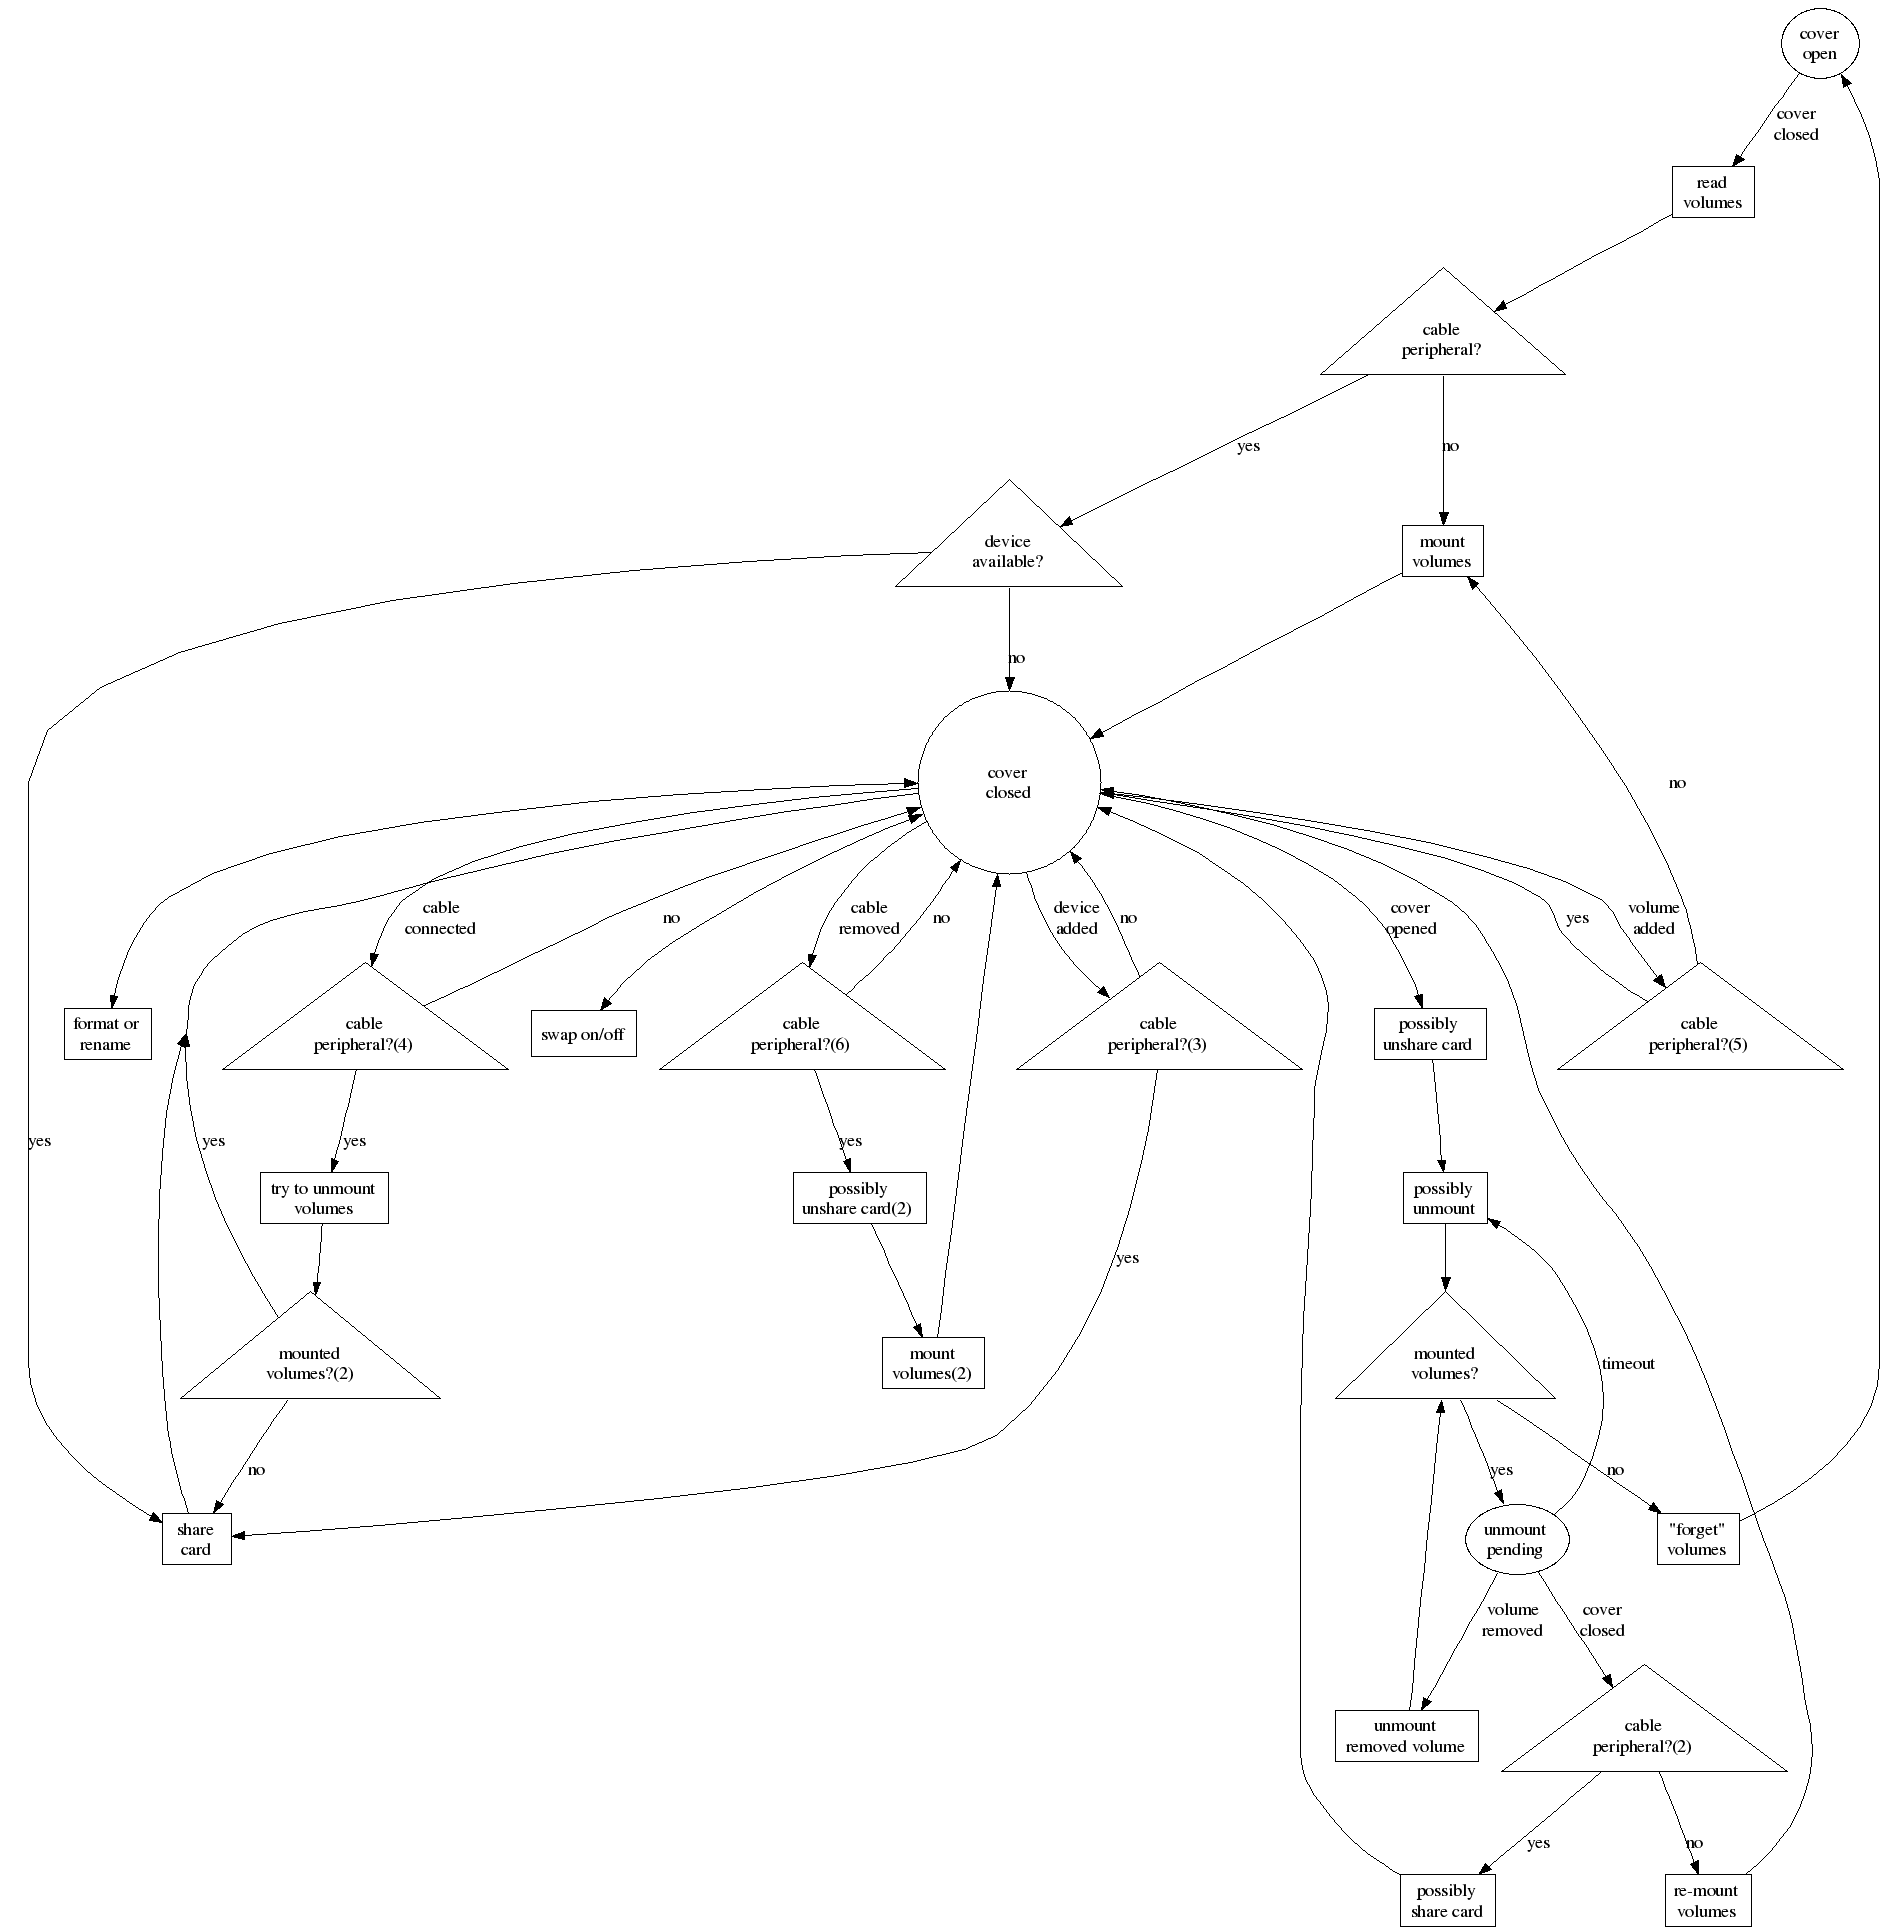 cover
open
cover
closed
read
volumes
cable
peripheral?
yes
no
device
available?
mount
volumes
no
cover
closed
no
cable
connected
no
cable
removed
no
device
added
no
cover
opened
yes
volume
added
format or
rename
cable
peripheral?(4)
swap on/off
cable
peripheral?(6)
cable
peripheral?(3)
possibly
unshare card
cable
peripheral?(5)
yes
yes
yes
yes
try to unmount
volumes
possibly
unshare card(2)
possibly
unmount
yes
mounted
volumes?(2)
mount
volumes(2)
mounted
volumes?
timeout
no
yes
no
share
card
unmount
pending
"forget"
volumes
volume
removed
cover
closed
unmount
removed volume
cable
peripheral?(2)
yes
no
possibly
share card
re-mount
volumes